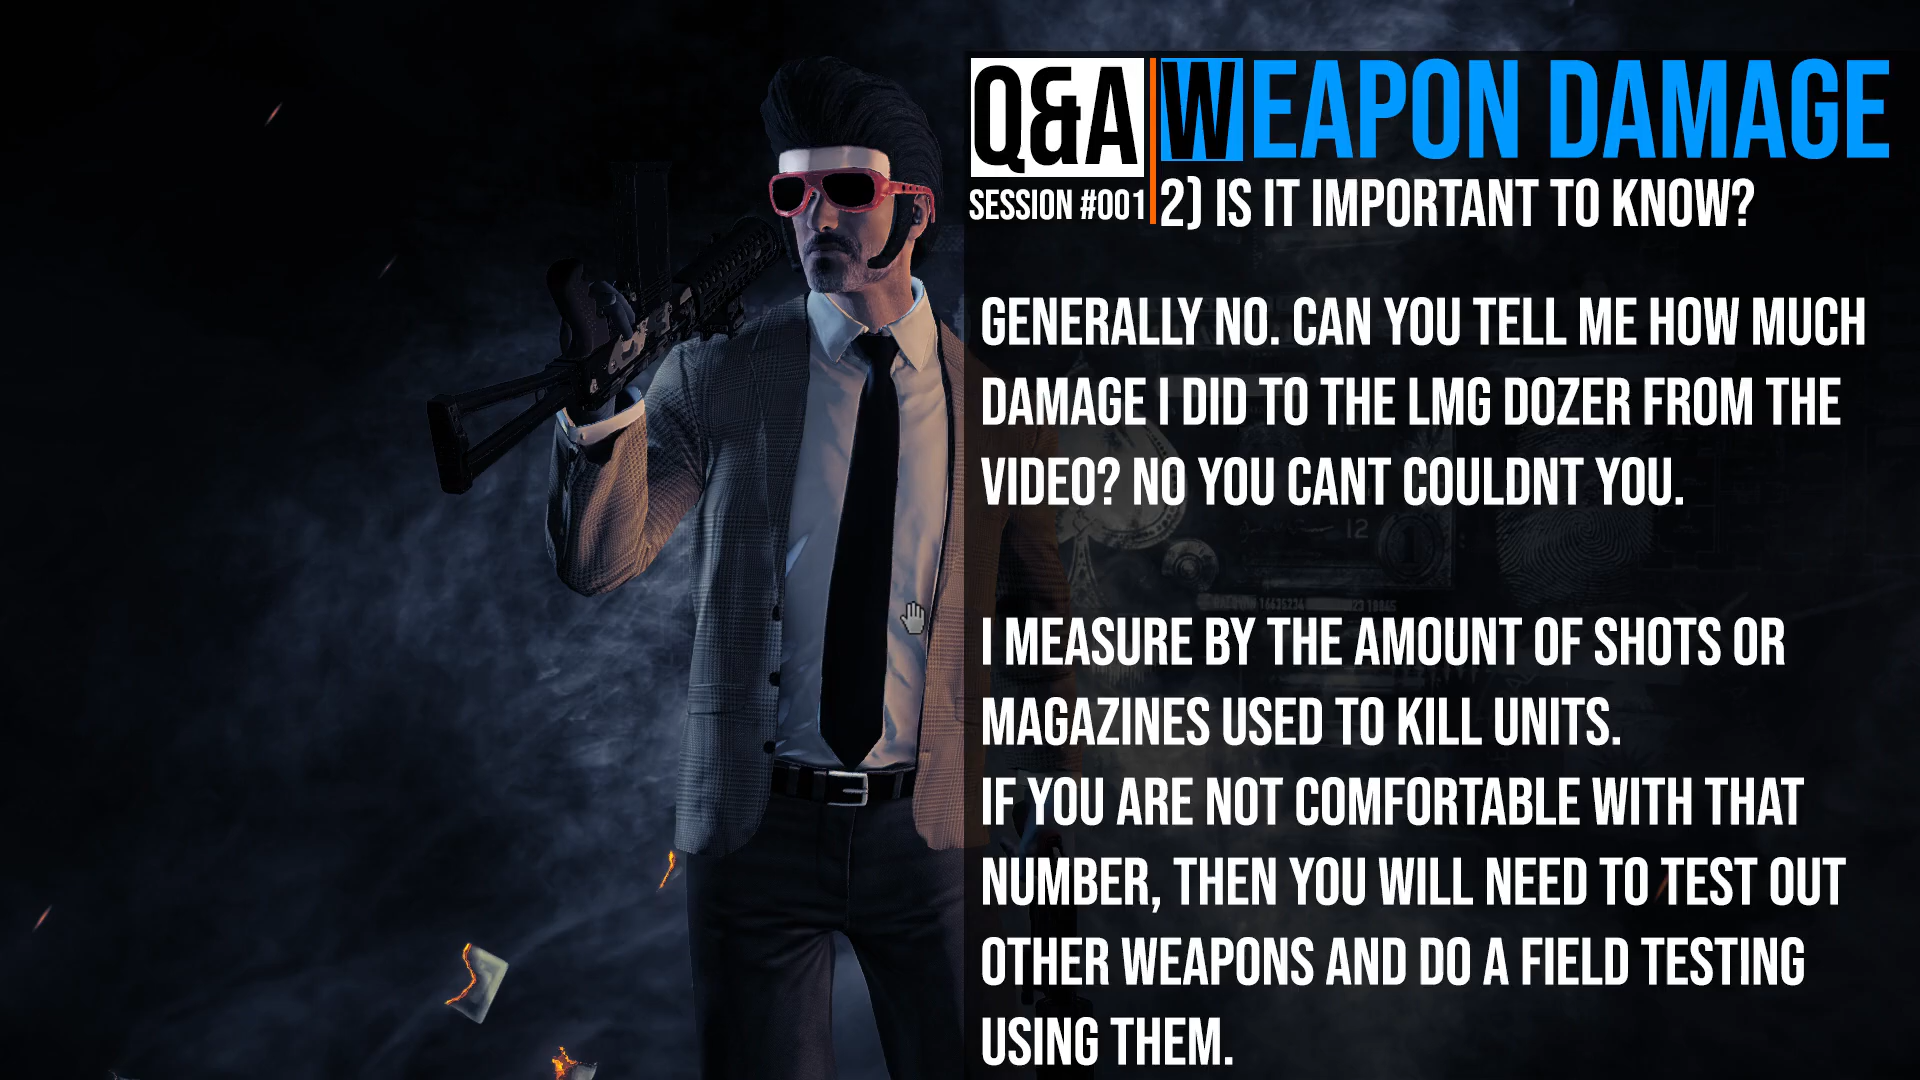 Q&A
SESSION #001
WEAPON DAMAGE
2) IS IT IMPORTANT TO KNOW?
GENERALLY NO. CAN YOU TELL ME HOW MUCH
DAMAGE I DID TO THE LMG DOZER FROM THE
VIDEO? NO YOU CANT COULDNT YOU.
12
I MEASURE BY THE AMOUNT OF SHOTS OR
MAGAZINES USED TO KILL UNITS.
IF YOU ARE NOT COMFORTABLE WITH THAT
NUMBER, THEN YOU WILL NEED TO TEST OUT
OTHER WEAPONS AND DO A FIELD TESTING
USING THEM.